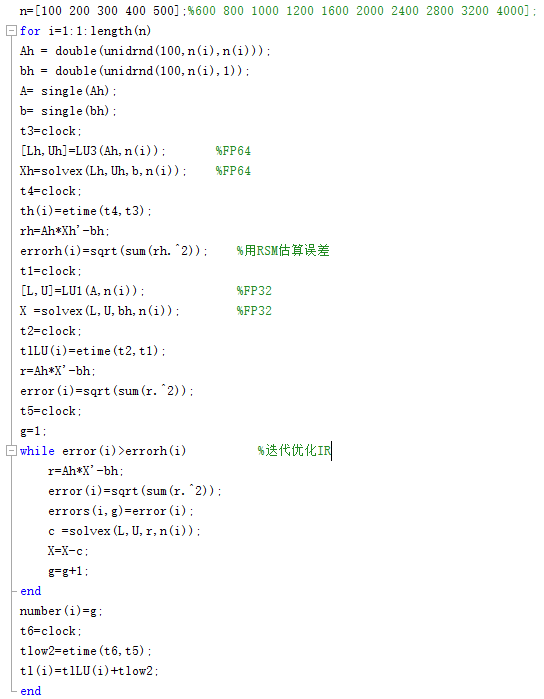 n=[100 200 300 400 500];%600 800 1000 1200 1600 2000 2400 2800 3200 4000];
for i=1:1:length(n)
Ah = double(unidrnd(100,n(i),n(i)));
bh = double(unidrnd(100,n(i),1));
A= single(Ah);
b= single(bh);
t3=clock;
[Lh,Uh]=LU3(Ah,n(i)); %FP64
Xh=solvex(Lh,Uh,b,n(i)); %FP64
t4=clock;
th(i)=etime(t4,t3);
rh=Ah*Xh'-bh;
errorh(i)=sqrt(sum(rh.^2)); %用RSM估算误差
t1=clock;
[L,U]=LU1(A,n(i)); %FP32
X =solvex(L,U,bh,n(i)); %FP32
t2=clock;
tlLU(i)=etime(t2,t1);
r=Ah*X'-bh;
error(i)=sqrt(sum(r.^2));
t5=clock;
g=1;
while error(i)>errorh(i) %迭代优化IR
r=Ah*X'-bh;
error(i)=sqrt(sum(r.^2));
errors(i,g)=error(i);
c =solvex(L,U,r,n(i));
X=X-c;
g=g+1;
end
number(i)=g;
t6=clock;
tlow2=etime(t6,t5);
tl(i)=tlLU(i)+tlow2;
end